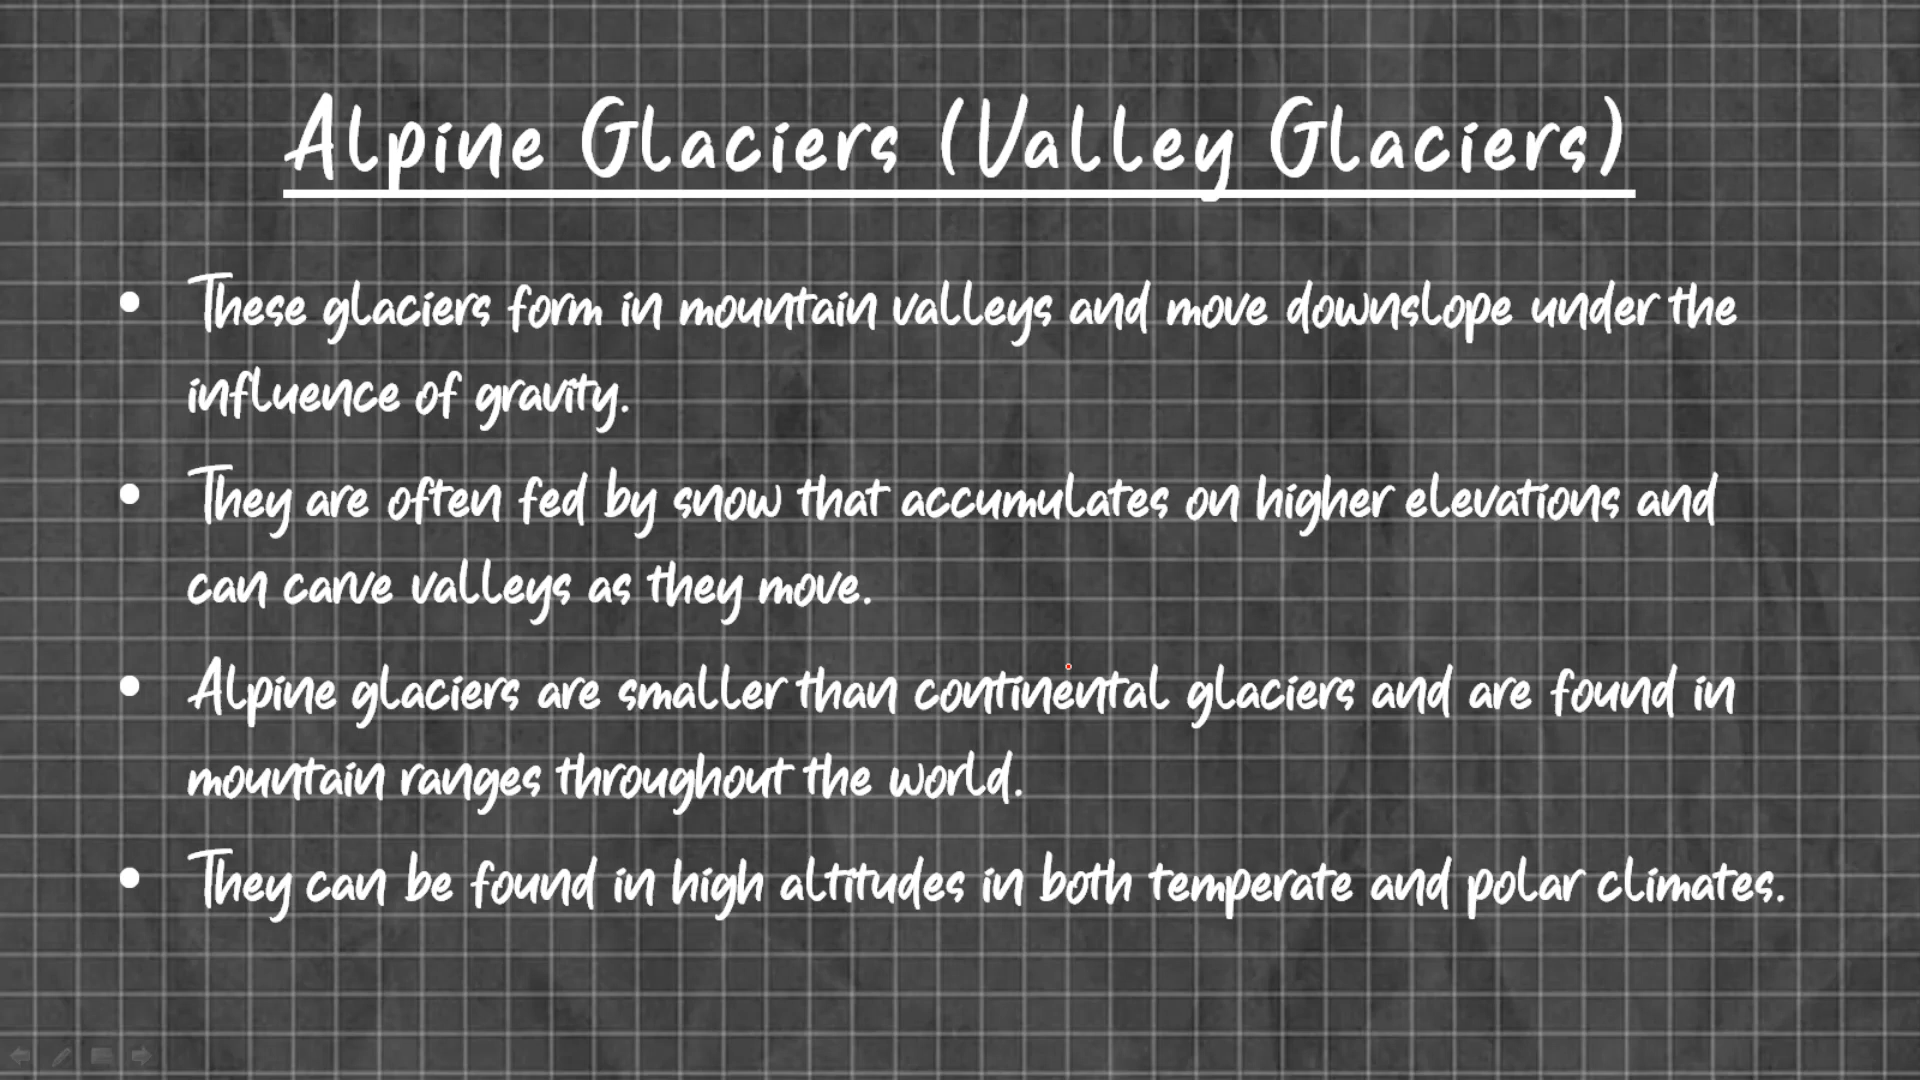 Alpine Glaciers (Valley Glaciers)
• These glaciers form in mountain valleys and move downslope under the
influence of gravity.
• They are often fed by snow that accumulates on higher elevations and
can carve valleys as they move.
• Alpine glaciers are smaller than continental glaciers and are found in
mountain ranges throughout the world.
• They can be found in high altitudes in both temperate and polar climates.